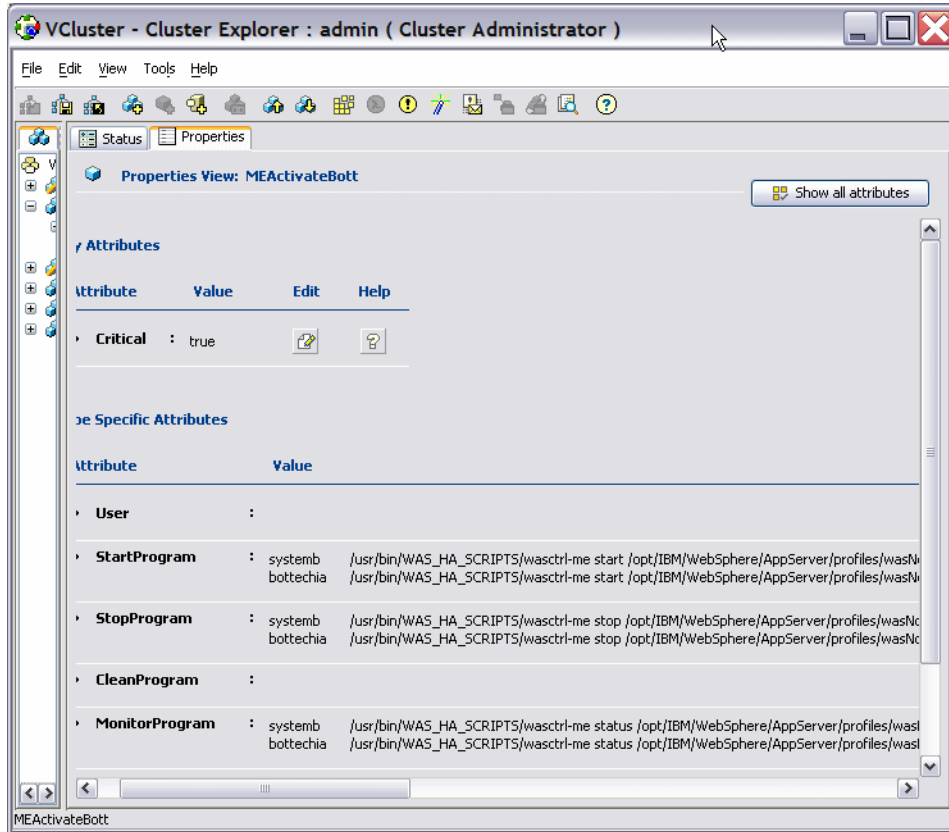 VCluster - Cluster Explorer : admin ( Cluster Administrator )
File Edit View Tools Help
Status Properties
V
Properties View: MEActivateBott
Show all attributes
y Attributes
Attribute Value Edit Help
Critical : true
pe Specific Attributes
Attribute Value
User :
StartProgram : systemb /usr/bin/WAS_HA_SCRIPTS/wasctrl-me start /opt/IBM/WebSphere/AppServer/profiles/wasN
bottechia /usr/bin/WAS_HA_SCRIPTS/wasctrl-me start /opt/IBM/WebSphere/AppServer/profiles/wasN
StopProgram : systemb /usr/bin/WAS_HA_SCRIPTS/wasctrl-me stop /opt/IBM/WebSphere/AppServer/profiles/wasNo
bottechia /usr/bin/WAS_HA_SCRIPTS/wasctrl-me stop /opt/IBM/WebSphere/AppServer/profiles/wasNo
CleanProgram :
MonitorProgram : systemb /usr/bin/WAS_HA_SCRIPTS/wasctrl-me status /opt/IBM/WebSphere/AppServer/profiles/was
bottechia /usr/bin/WAS_HA_SCRIPTS/wasctrl-me status /opt/IBM/WebSphere/AppServer/profiles/was
MEActivateBott